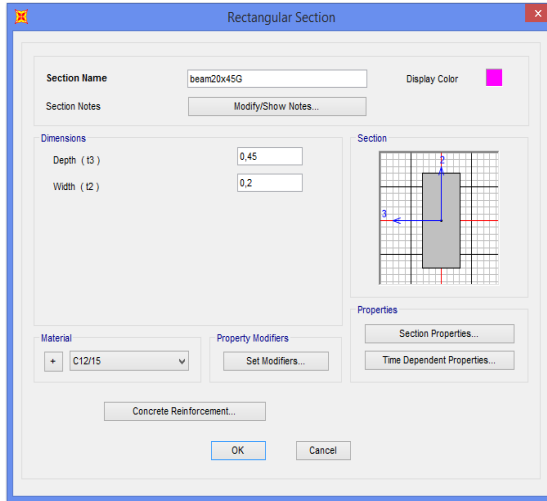 Rectangular Section
x
Section Name
beam20x45G
Display Color
Section Notes
Modify/Show Notes...
Dimensions
Depth ( t3 )
0,45
Width ( t2 )
0,2
Section
2
3
Properties
Section Properties...
Time Dependent Properties...
Material
+
C12/15
Property Modifiers
Set Modifiers...
Concrete Reinforcement...
OK
Cancel